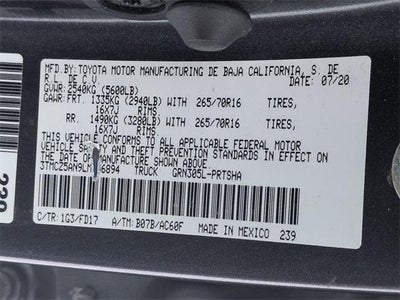 MFD.BY: TOYOTA MOTOR MANUFACTURING DE BAJA CALIFORNIA, S. DE
R. L. DE C. V. 07/20
GVWR: 2540KG (5600LB)
GAWR: FRT. 1335KG (2940LB) WITH 265/70R16 TIRES,
16X7J RIMS,
RR. 1490KG (3280LB) WITH 265/70R16 TIRES,
16X7J RIMS.
THIS VEHICLE CONFORMS TO ALL APPLICABLE FEDERAL MOTOR
VEHICLE AND THEFT PREVENTION STANDARDS IN EFFECT ON
THE DATE OF MANUFACTURE SHOWN ABOVE.
TRUCK GRN305L-PRTSHA
C/TR: 1G3/FD17 A/TM: B07B/AC60F MADE IN MEXICO 239